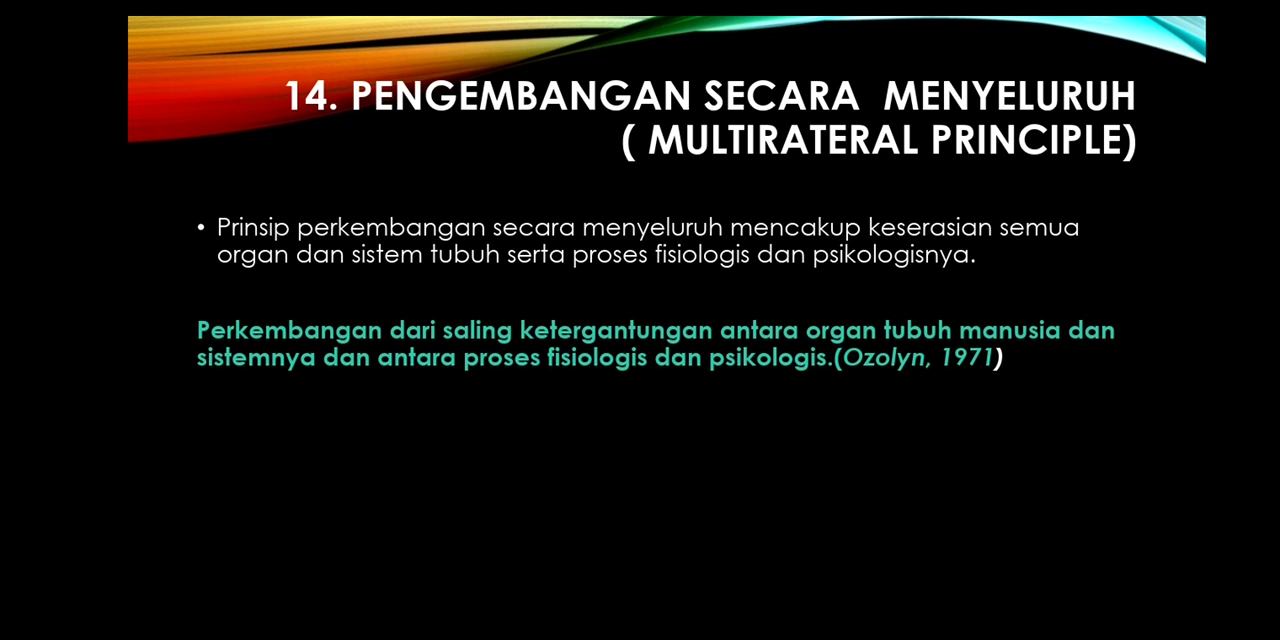 14. PENGEMBANGAN SECARA  MENYELURUH
( MULTIRATERAL PRINCIPLE)
• Prinsip perkembangan secara menyeluruh mencakup keserasian semua
organ dan sistem tubuh serta proses fisiologis dan psikologisnya.
Perkembangan dari saling ketergantungan antara organ tubuh manusia dan
sistemnya dan antara proses fisiologis dan psikologis.(Ozolyn, 1971)